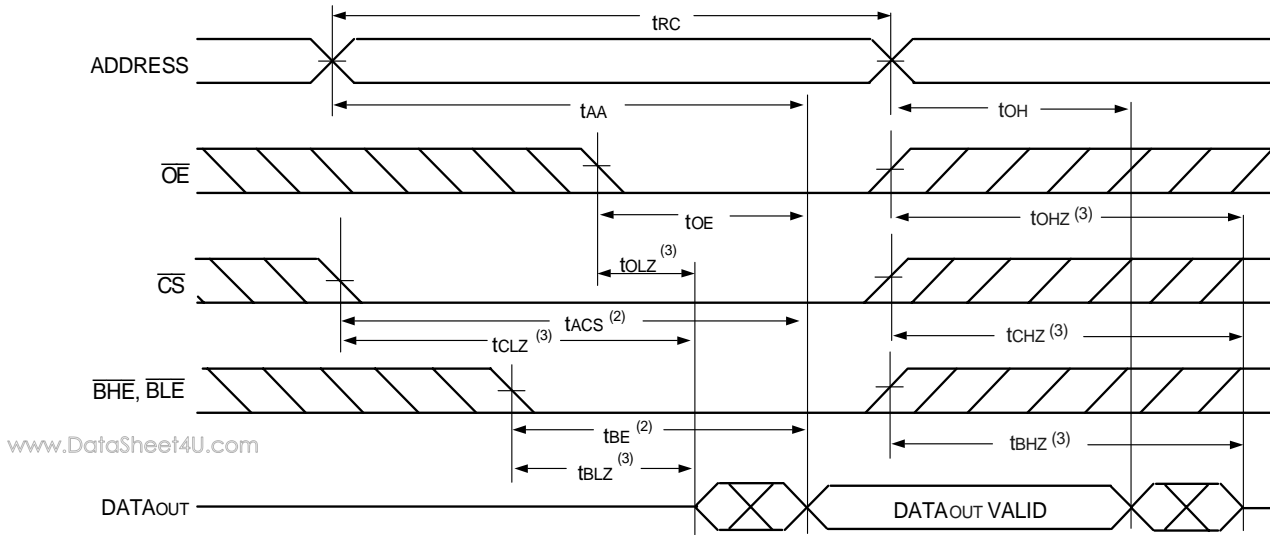 tRC
ADDRESS
tAA
tOH
OE
tOE
tOHZ (3)
tOLZ (3)
CS
tACS (2)
tCLZ (3)
tCHZ (3)
BHE, BLE
tBE (2)
tBHZ (3)
www.DataSheet4U.com
tBLZ (3)
DATAOUT
DATAOUT VALID